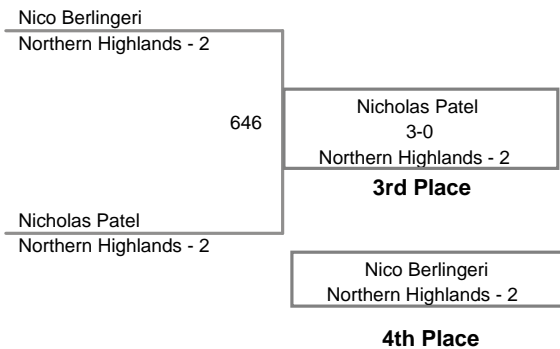 Nico Berlingeri
Northern Highlands - 2
646
Nicholas Patel
3-0
Northern Highlands - 2
3rd Place
Nicholas Patel
Northern Highlands - 2
Nico Berlingeri
Northern Highlands - 2
4th Place